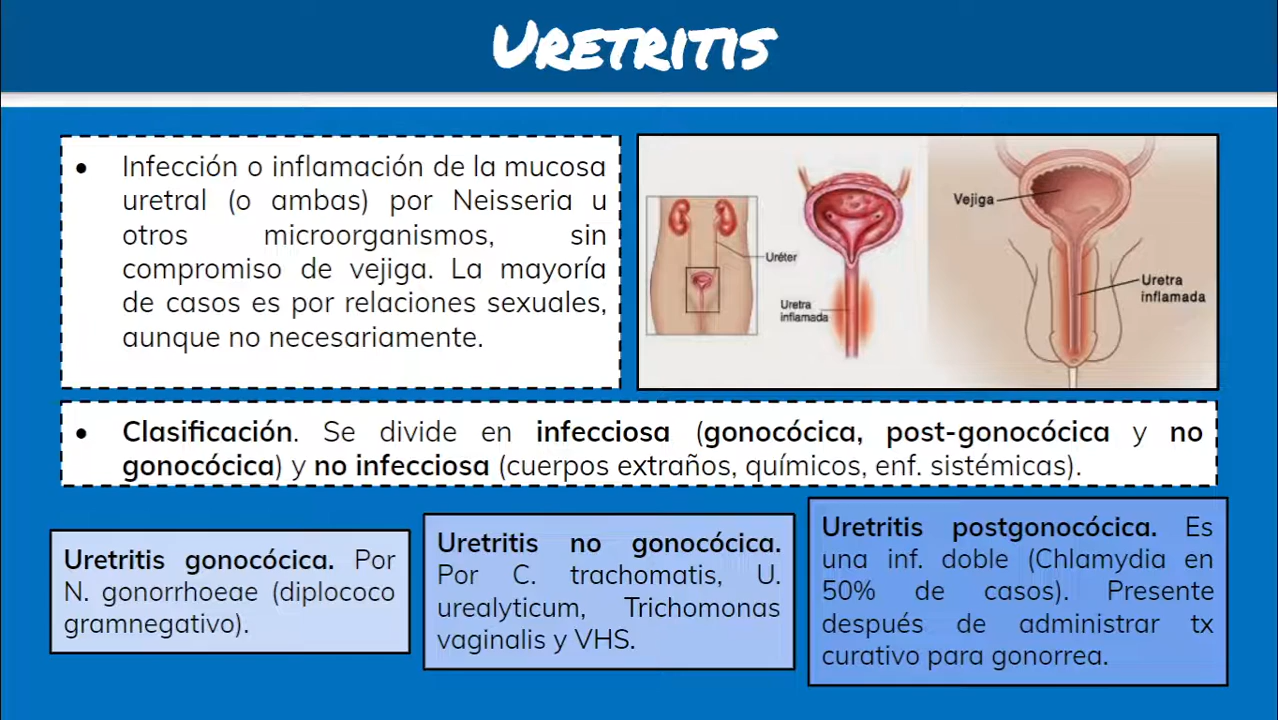 URETRITIS
• Infección o inflamación de la mucosa
uretral (o ambas) por Neisseria u
otros microorganismos, sin
compromiso de vejiga. La mayoría
de casos es por relaciones sexuales,
aunque no necesariamente.
Uréter
Uretra
inflamada
Vejiga
Uretra
inflamada
• Clasificación. Se divide en infecciosa (gonocócica, post-gonocócica y no
gonocócica) y no infecciosa (cuerpos extraños, químicos, enf. sistémicas).
Uretritis gonocócica. Por
N. gonorrhoeae (diplococo
gramnegativo).
Uretritis no gonocócica.
Por C. trachomatis, U.
urealyticum, Trichomonas
vaginalis y VHS.
Uretritis postgonocócica. Es
una inf. doble (Chlamydia en
50% de casos). Presente
después de administrar tx
curativo para gonorrea.